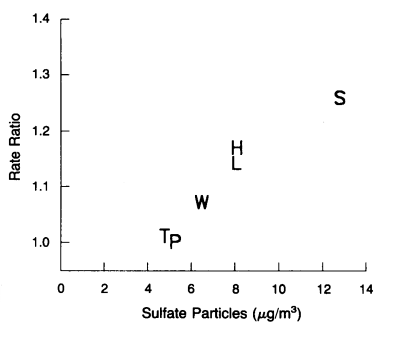 1.4
1.3
S
1.2
H
L
1.1
W
TP
1.0
Rate Ratio
0 2 4 6 8 10 12 14
Sulfate Particles (μg/m³)